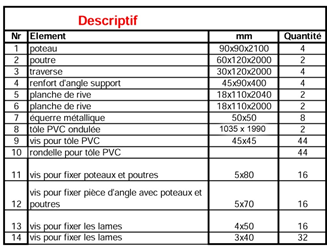 Descriptif
Nr Element mm Quantité
1 poteau 90x90x2100 4
2 poutre 60x120x2000 2
3 traverse 30x120x2000 4
4 renfort d'angle support 45x90x400 4
5 planche de rive 18x110x2040 2
6 planche de rive 18x110x2000 2
7 équerre métallique 50x50 8
8 tôle PVC ondulée 1035 x 1990 2
9 vis pour tôle PVC 45x45 44
10 rondelle pour tôle PVC 44
11 vis pour fixer poteaux et poutres 5x80 16
vis pour fixer pièce d'angle avec poteaux et
12 poutres 5x70 16
13 vis pour fixer les lames 4x50 16
14 vis pour fixer les lames 3x40 32